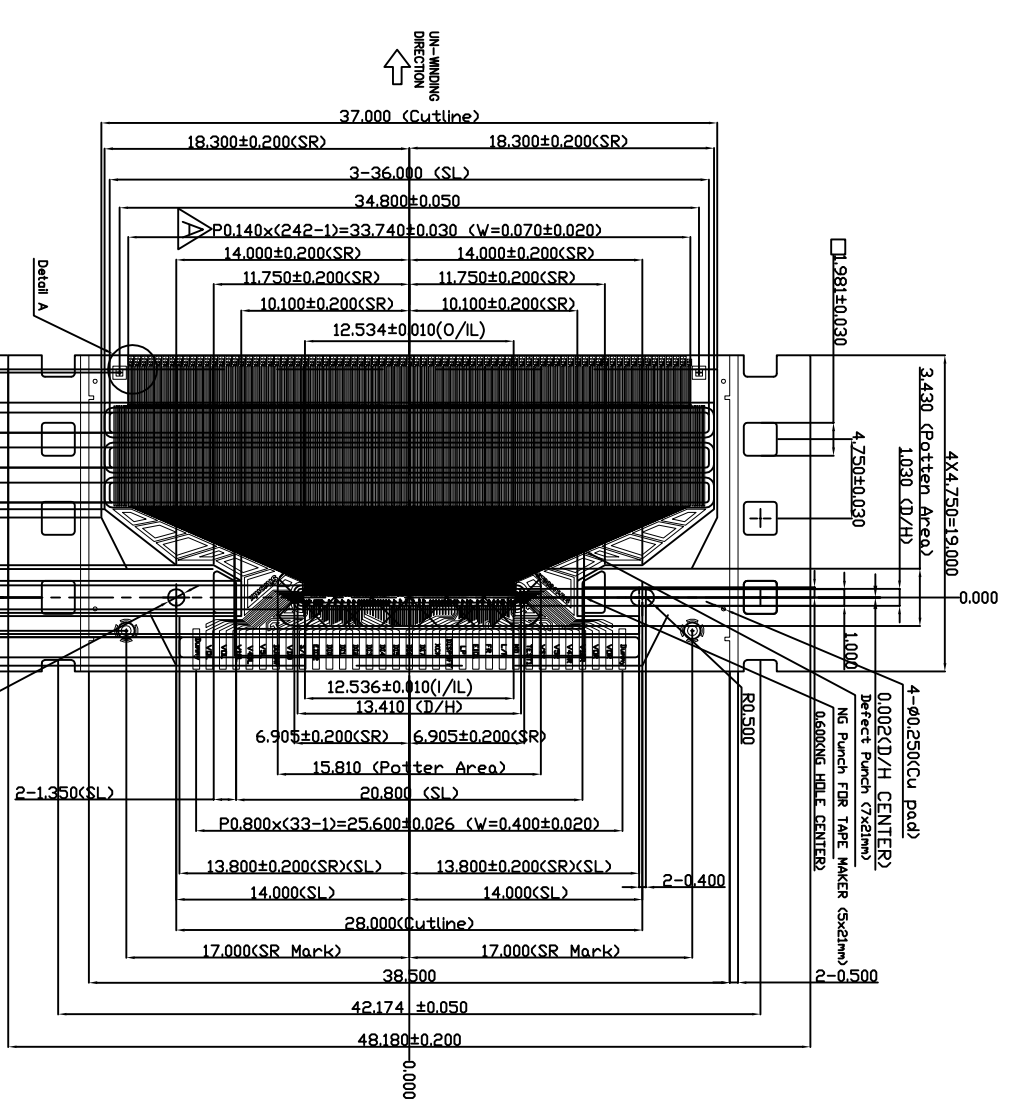 UN-WINDING
DIRECTION
37.000 (Cutline)
18.300±0.200(SR)
18.300±0.200(SR)
3-36.000 (SL)
34.800±0.050
A
P0.140x(242-1)=33.740±0.030 (W=0.070±0.020)
14.000±0.200(SR)
14.000±0.200(SR)
11.750±0.200(SR)
11.750±0.200(SR)
10.100±0.200(SR)
10.100±0.200(SR)
12.534±0.010(O/IL)
Detail A
1.981±0.030
4.750±0.030
1.030 (D/H)
3.430 (Potten Area)
4X4.750=19.000
0.000
1.000
R0.500
4-ø0.250(Cu pad)
0.002(D/H CENTER)
Defect Punch (7x21mm)
NG Punch FOR TAPE MAKER (5x21mm)
0.600(NG HOLE CENTER)
12.536±0.010(I/IL)
13.410 (D/H)
6.905±0.200(SR)
6.905±0.200(SR)
15.810 (Potter Area)
2-1.350(SL)
20.800 (SL)
P0.800x(33-1)=25.600±0.026 (W=0.400±0.020)
13.800±0.200(SR)(SL)
13.800±0.200(SR)(SL)
2-0.400
14.000(SL)
14.000(SL)
28.000(Cutline)
17.000(SR Mark)
17.000(SR Mark)
38.500
2-0.500
42.174 ±0.050
48.180±0.200
0.000